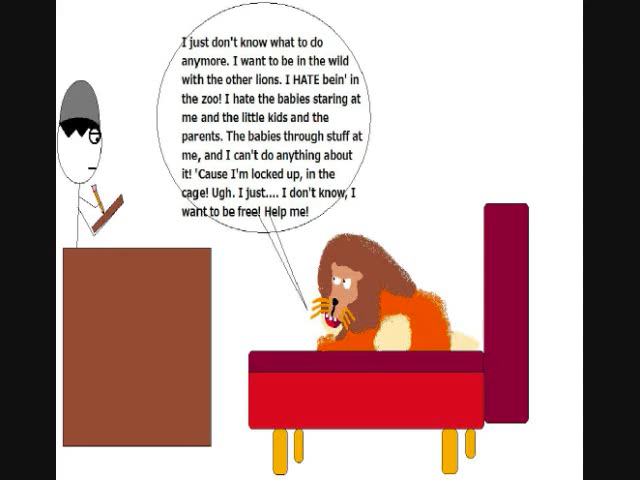 I just don't know what to do
anymore. I want to be in the wild
with the other lions. I HATE bein' in
the zoo! I hate the babies staring at
me and the little kids and the
parents. The babies through stuff at
me, and I can't do anything about
it! 'Cause I'm locked up, in the
cage! Ugh. I just.... I don't know, I
want to be free! Help me!